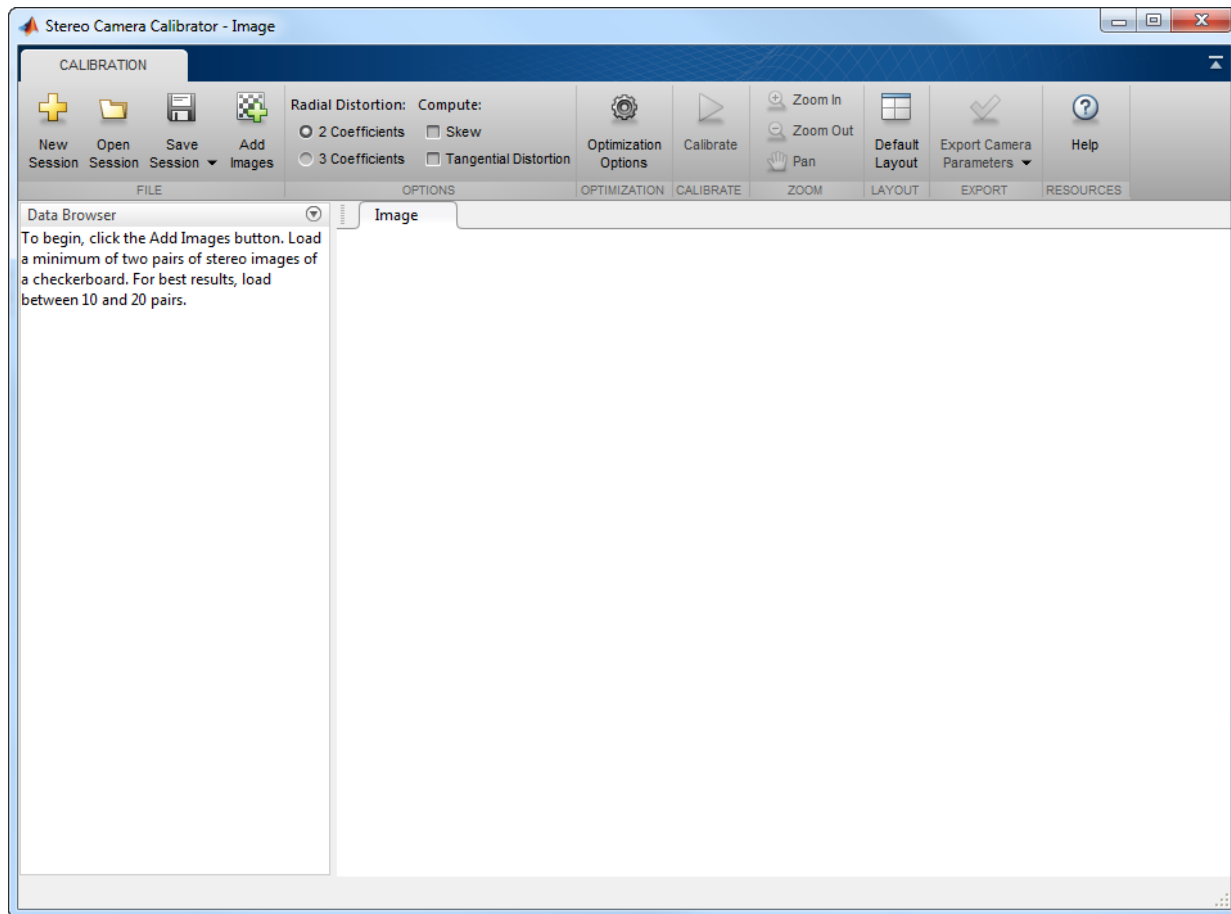 Stereo Camera Calibrator - Image
CALIBRATION
New Session
Open Session
Save Session
Add Images
Radial Distortion:
2 Coefficients
3 Coefficients
Compute:
Skew
Tangential Distortion
Optimization Options
Calibrate
Zoom In
Zoom Out
Pan
Default Layout
Export Camera Parameters
Help
FILE
OPTIONS
OPTIMIZATION
CALIBRATE
ZOOM
LAYOUT
EXPORT
RESOURCES
Data Browser
Image
To begin, click the Add Images button. Load
a minimum of two pairs of stereo images of
a checkerboard. For best results, load
between 10 and 20 pairs.